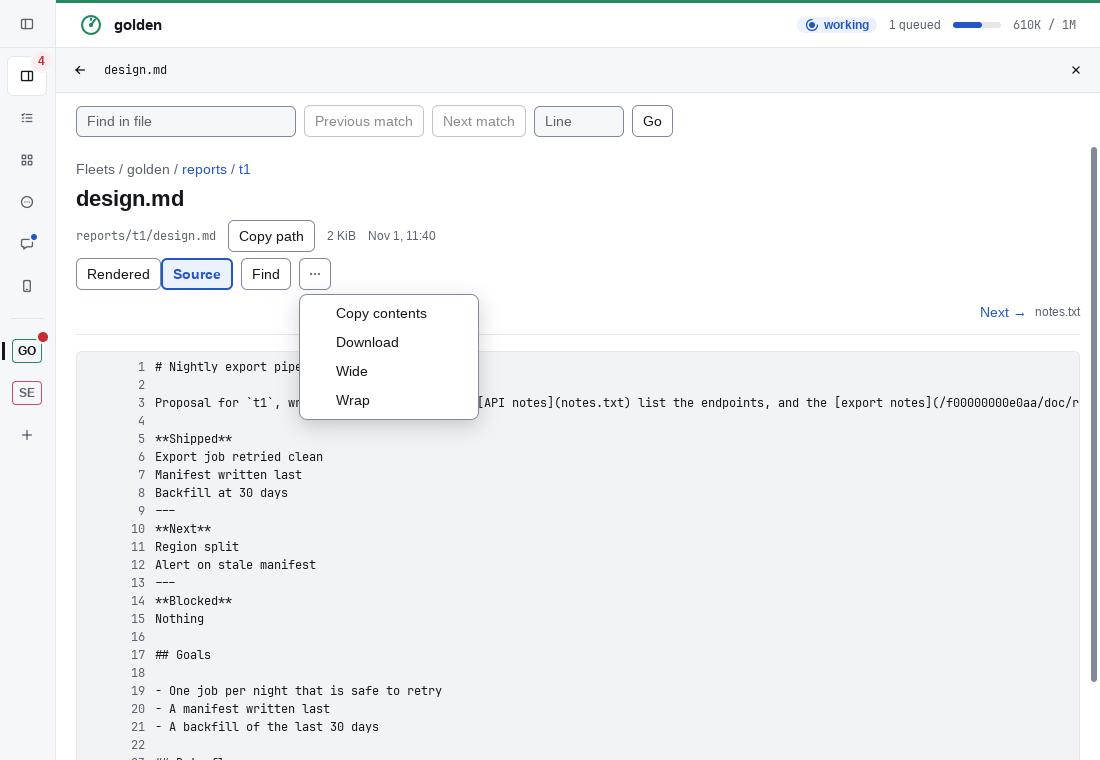 golden
working
1 queued
610K / 1M
4
design.md
Find in file
Previous match
Next match
Line
Go
Fleets / golden / reports / t1
design.md
reports/t1/design.md
Copy path
2 KiB
Nov 1, 11:40
Rendered
Source
Find
Copy contents
Download
Wide
Wrap
Next →
notes.txt
GO
SE
1 # Nightly export pipe
2
3 Proposal for `t1`, [API notes](notes.txt) list the endpoints, and the [export notes](/f00000000e0aa/doc/r
4
5 **Shipped**
6 Export job retried clean
7 Manifest written last
8 Backfill at 30 days
9 ---
10 **Next**
11 Region split
12 Alert on stale manifest
13 ---
14 **Blocked**
15 Nothing
16
17 ## Goals
18
19 - One job per night that is safe to retry
20 - A manifest written last
21 - A backfill of the last 30 days
22